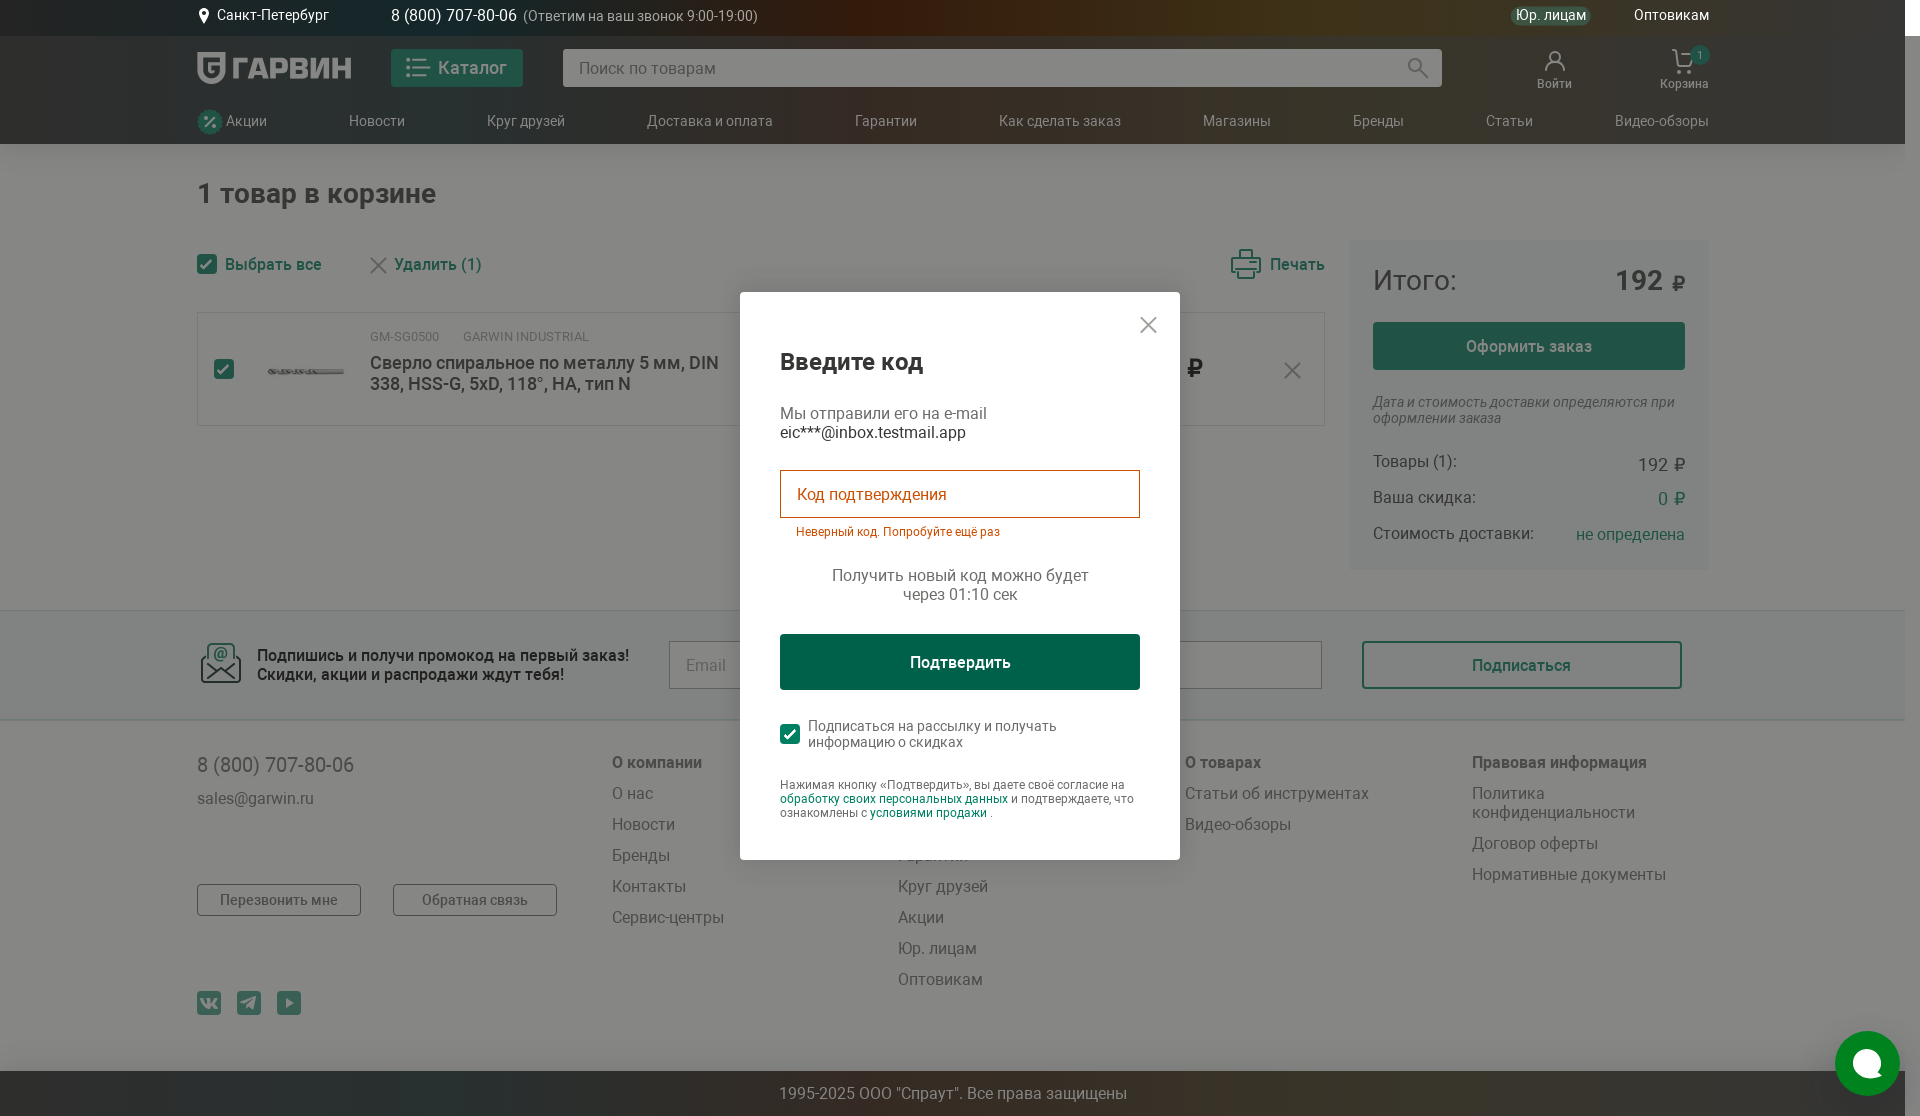 Санкт-Петербург
8 (800) 707-80-06 (Ответим на ваш звонок 9:00-19:00)
Юр. лицам
Оптовикам
ГАРВИН
Каталог
Поиск по товарам
Войти
1
Корзина
Акции
Новости
Круг друзей
Доставка и оплата
Гарантии
Как сделать заказ
Магазины
Бренды
Статьи
Видео-обзоры
1 товар в корзине
Выбрать все
Удалить (1)
Печать
GM-SG0500
GARWIN INDUSTRIAL
Сверло спиральное по металлу 5 мм, DIN
338, HSS-G, 5xD, 118°, HA, тип N
₽
Итого:
192 ₽
Оформить заказ
Дата и стоимость доставки определяются при
оформлении заказа
Товары (1):
192 ₽
Ваша скидка:
0 ₽
Стоимость доставки:
не определена
Введите код
Мы отправили его на e-mail
eic***@inbox.testmail.app
Код подтверждения
Неверный код. Попробуйте ещё раз
Получить новый код можно будет
через 01:10 сек
Подтвердить
Подписаться на рассылку и получать
информацию о скидках
Нажимая кнопку «Подтвердить», вы даете своё согласие на
обработку своих персональных данных и подтверждаете, что
ознакомлены с условиями продажи .
Подпишись и получи промокод на первый заказ!
Скидки, акции и распродажи ждут тебя!
Email
Подписаться
8 (800) 707-80-06
sales@garwin.ru
Перезвонить мне
Обратная связь
О компании
О нас
Новости
Бренды
Контакты
Сервис-центры
Круг друзей
Акции
Юр. лицам
Оптовикам
О товарах
Статьи об инструментах
Видео-обзоры
Правовая информация
Политика
конфиденциальности
Договор оферты
Нормативные документы
1995-2025 ООО "Спраут". Все права защищены